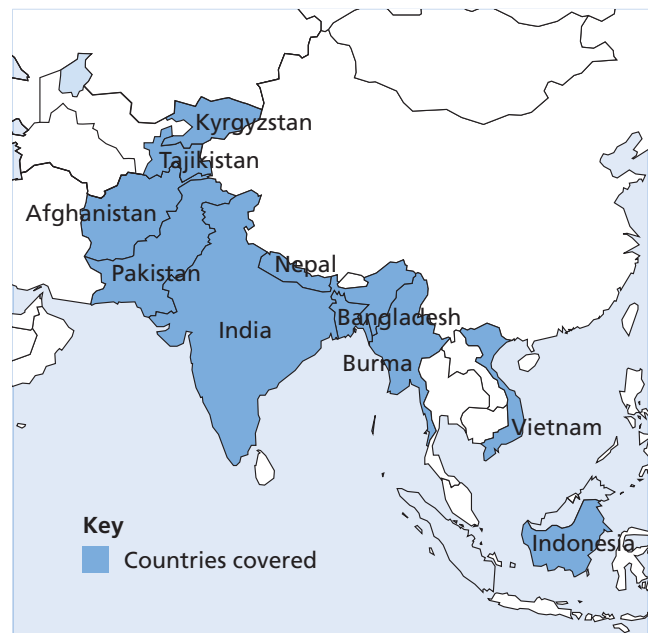 Kyrgyzstan
Tajikistan
Afghanistan
Pakistan
Nepal
Bangladesh
India
Burma
Vietnam
Key
Countries covered
Indonesia